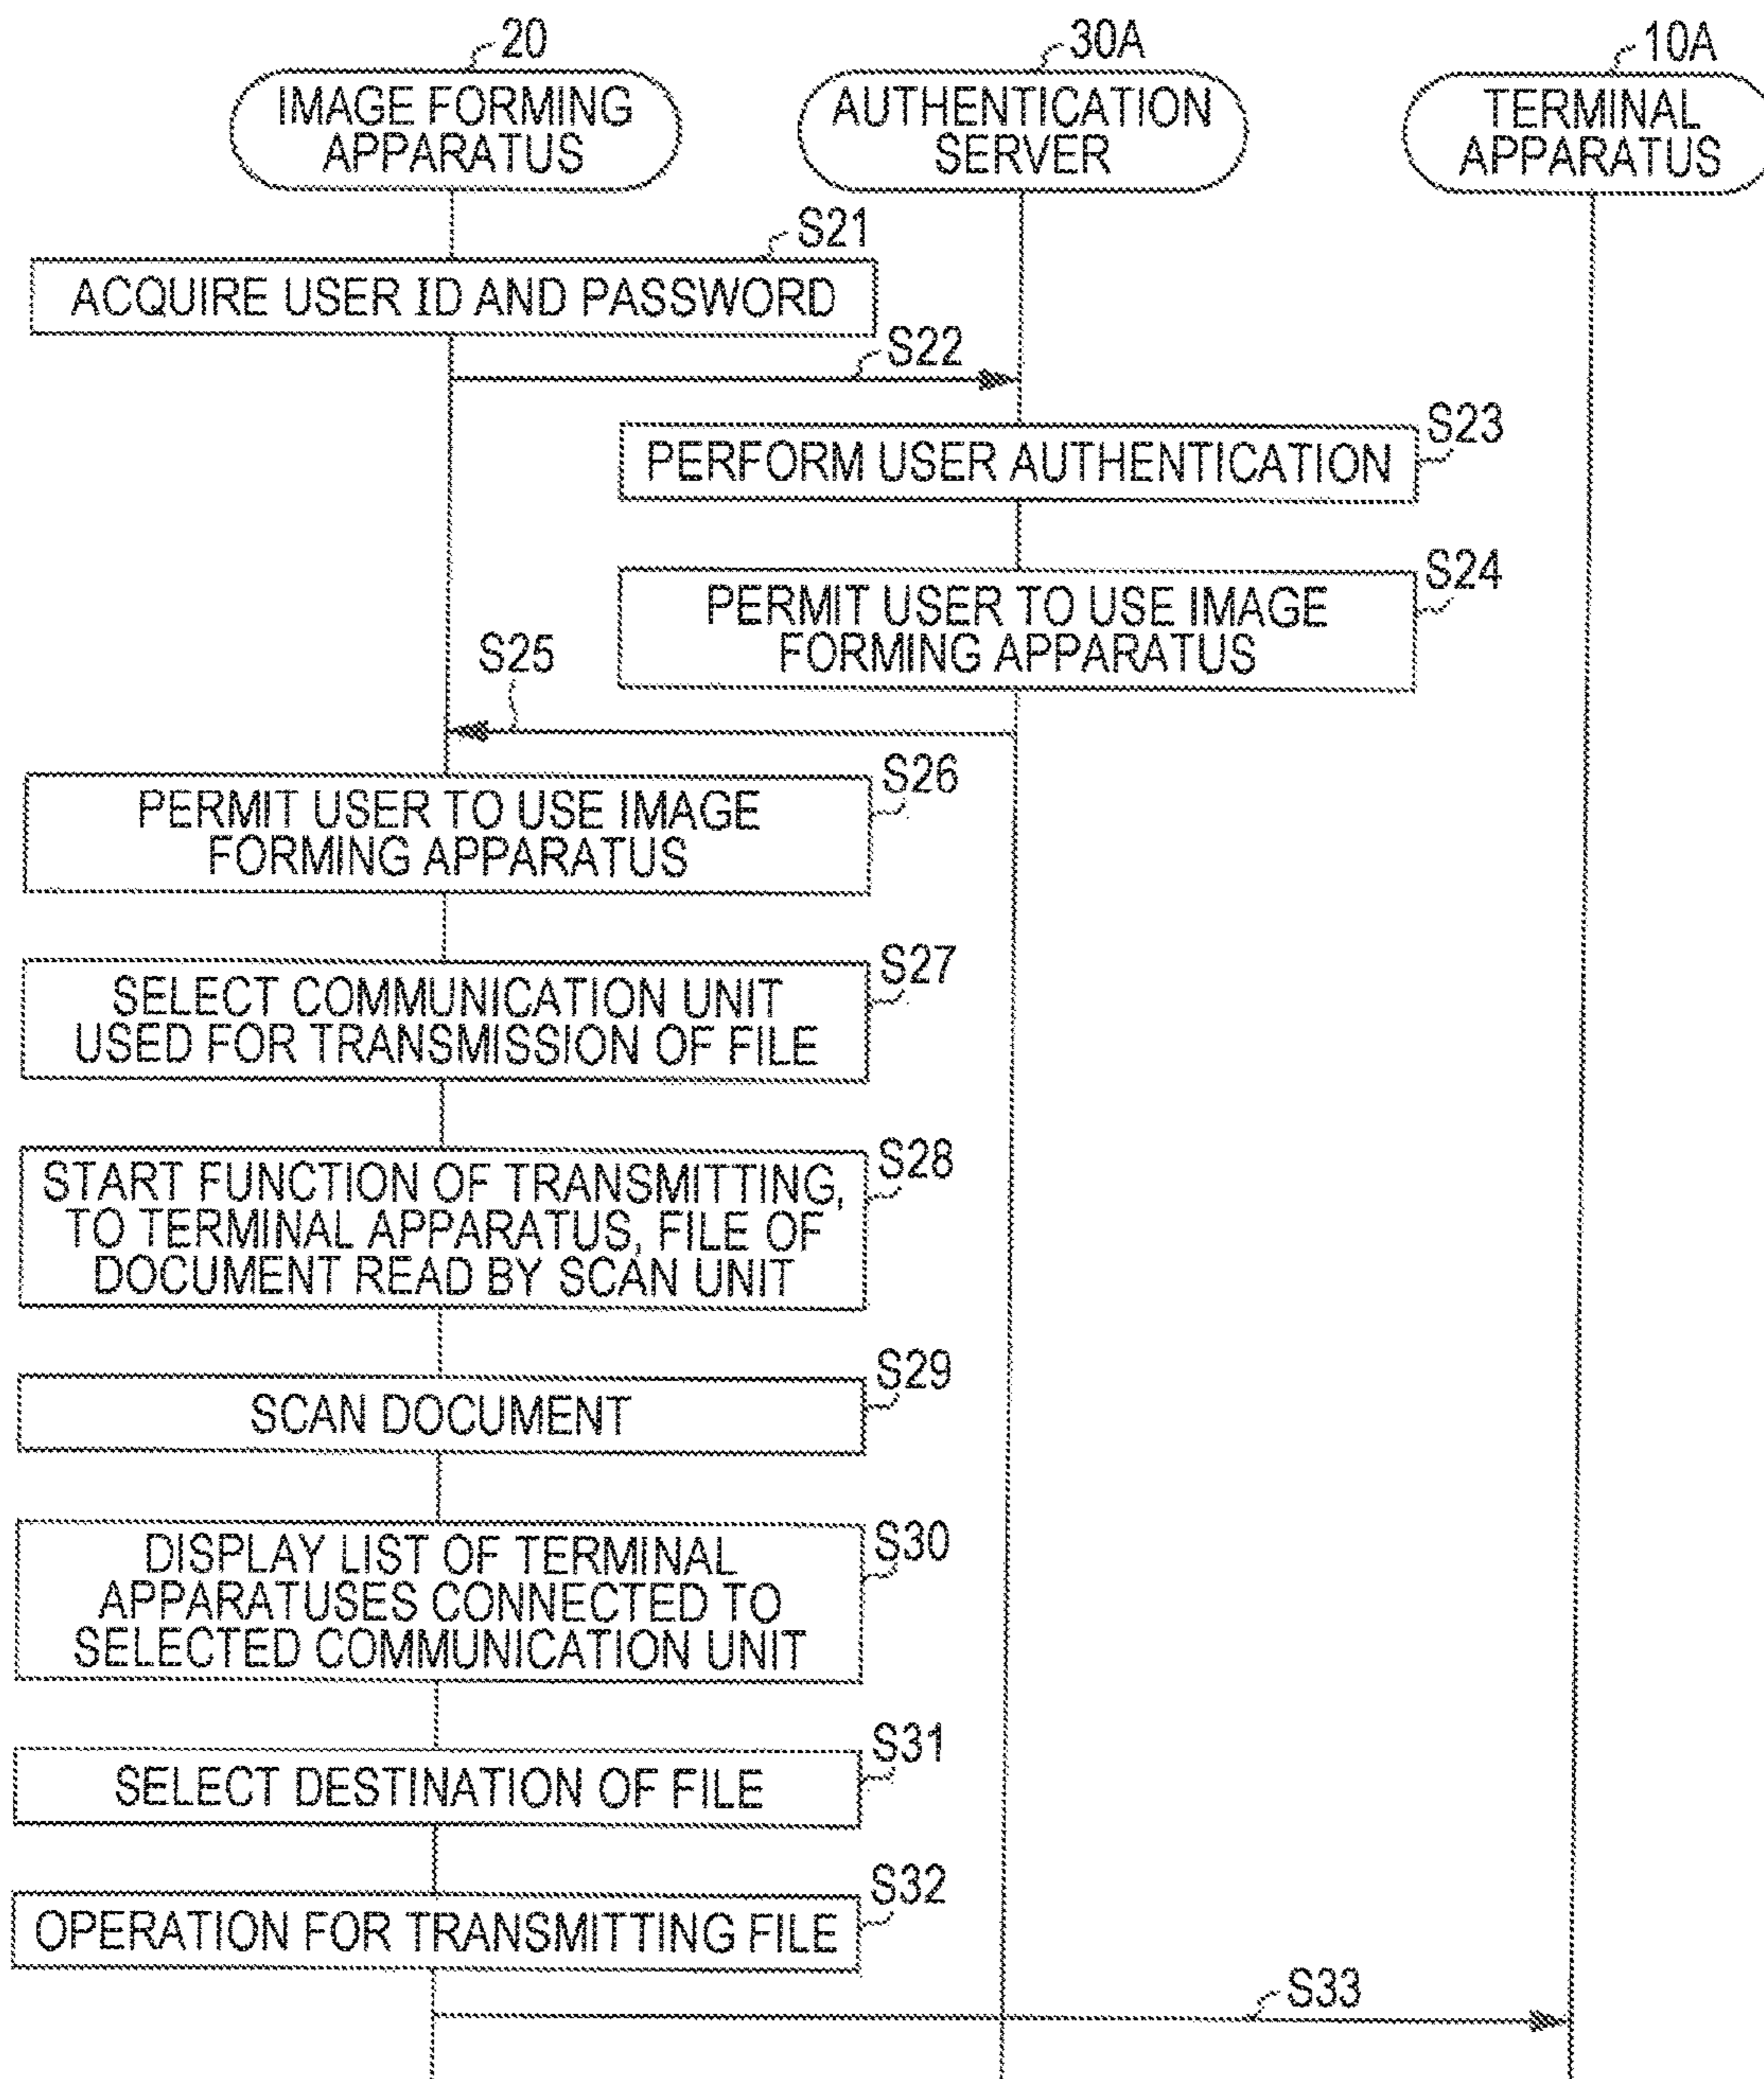 20
30A
10A
IMAGE FORMING
APPARATUS
AUTHENTICATION
SERVER
TERMINAL
APPARATUS
S21
ACQUIRE USER ID AND PASSWORD
S22
S23
PERFORM USER AUTHENTICATION
S24
PERMIT USER TO USE IMAGE
FORMING APPARATUS
S25
S26
PERMIT USER TO USE IMAGE
FORMING APPARATUS
S27
SELECT COMMUNICATION UNIT
USED FOR TRANSMISSION OF FILE
S28
START FUNCTION OF TRANSMITTING,
TO TERMINAL APPARATUS, FILE OF
DOCUMENT READ BY SCAN UNIT
S29
SCAN DOCUMENT
S30
DISPLAY LIST OF TERMINAL
APPARATUSES CONNECTED TO
SELECTED COMMUNICATION UNIT
S31
SELECT DESTINATION OF FILE
S32
OPERATION FOR TRANSMITTING FILE
S33